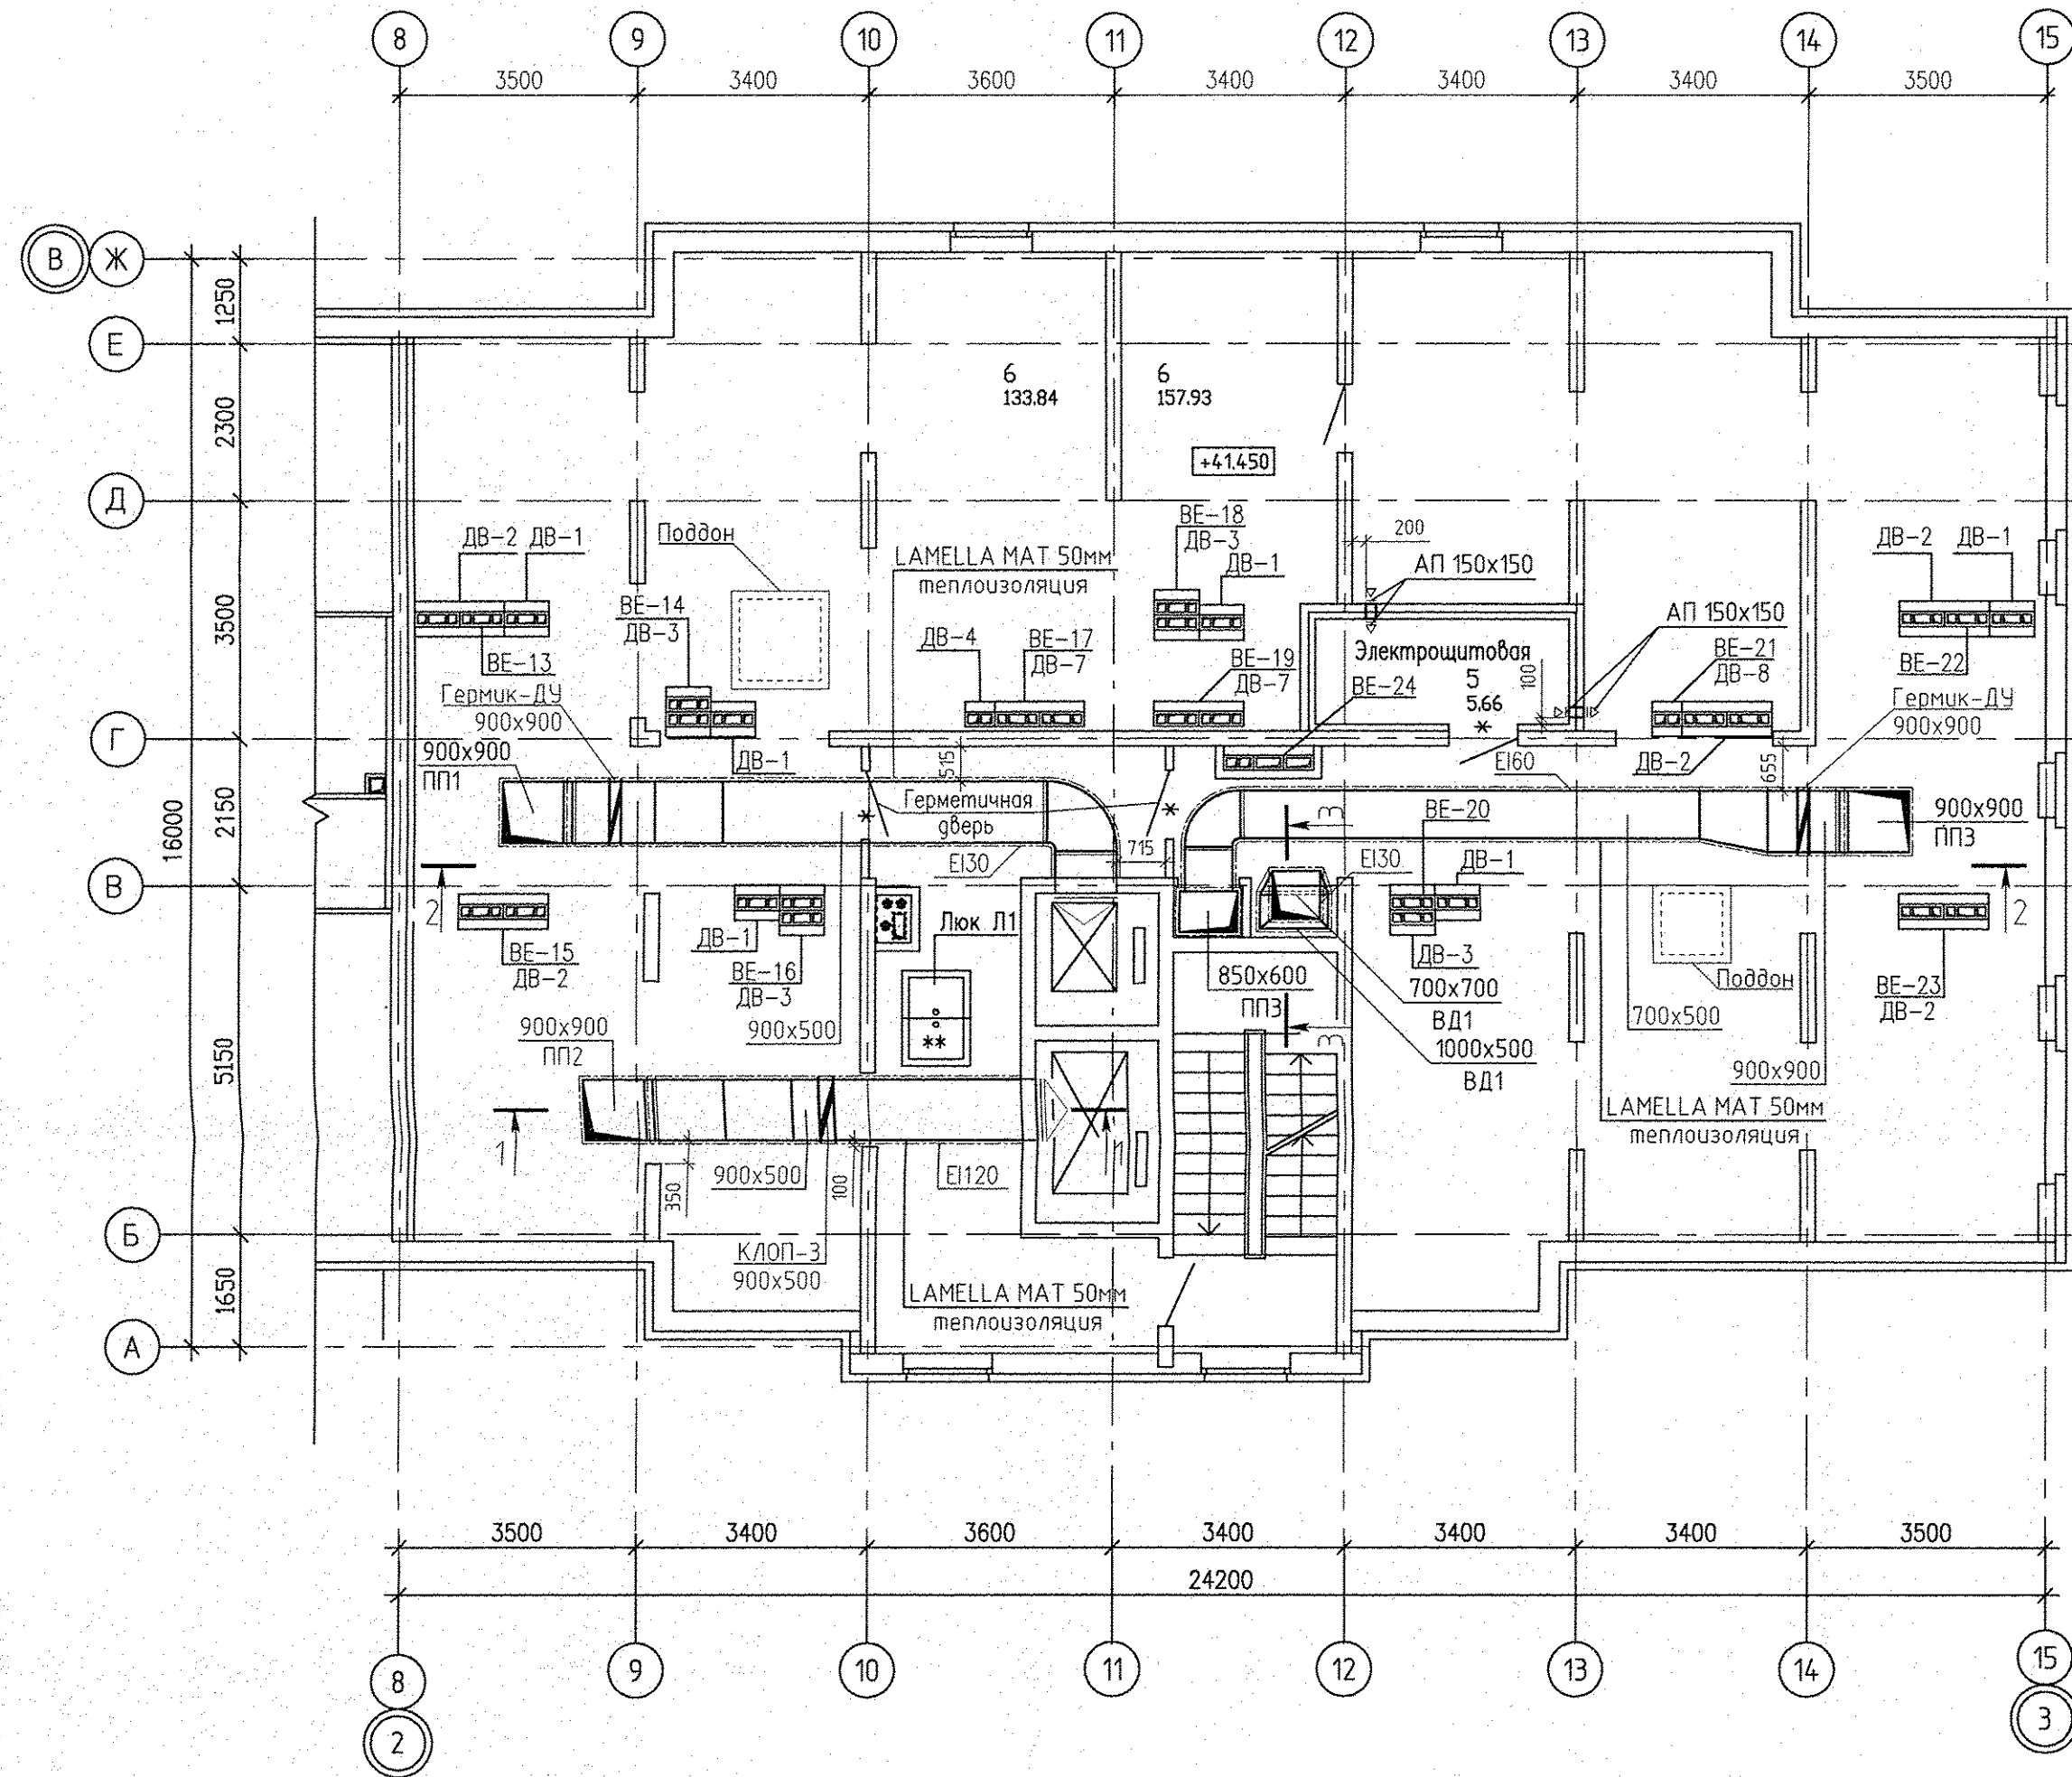 8
9
10
11
12
13
14
15
3500
3400
3600
3400
3400
3400
3500
В
Ж
Е
Д
Г
В
Б
А
1250
2300
3500
2150
5150
1650
16000
6
133.84
6
157.93
+41.450
ДВ-2
ДВ-1
ВЕ-13
Поддон
ВЕ-14
ДВ-3
ДВ-1
LAMELLA MAT 50мм
теплоизоляция
ДВ-4
ВЕ-17
ДВ-7
ВЕ-18
ДВ-3
ДВ-1
ВЕ-19
ДВ-7
200
АП 150х150
Электрощитовая
5
5.66
*
100
ВЕ-24
АП 150х150
ВЕ-21
ДВ-8
ДВ-2
ДВ-2
ДВ-1
ВЕ-22
Гермик-ДУ
900х900
Гермик-ДУ
900х900
900х900
ПП1
515
Герметичная
дверь
*
*
715
EI30
EI60
655
900х900
ПП3
3
ВЕ-20
EI30
ДВ-1
ДВ-3
2
2
ВЕ-15
ДВ-2
ДВ-1
ВЕ-16
ДВ-3
Люк Л1
**
900х500
850х600
ПП3
3
700х700
ВД1
1000х500
ВД1
Поддон
700х500
900х900
ВЕ-23
ДВ-2
900х900
ПП2
1
1
350
900х500
100
EI120
КЛОП-3
900х500
LAMELLA MAT 50мм
теплоизоляция
LAMELLA MAT 50мм
теплоизоляция
3500
3400
3600
3400
3400
3400
3500
24200
8
9
10
11
12
13
14
15
2
3